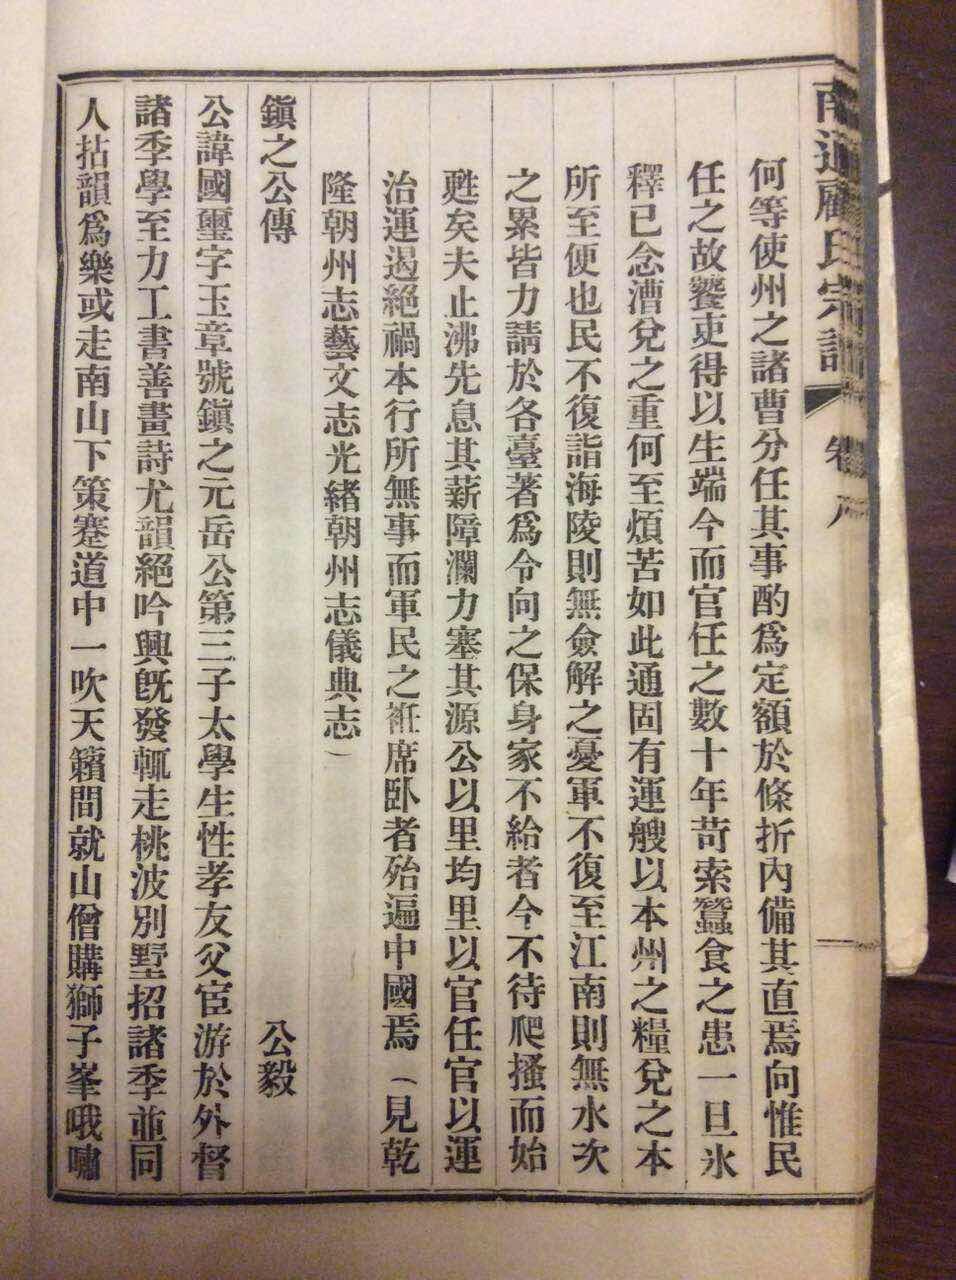 南通顧氏宗譜 卷八
何等使州之諸曹分任其事酌爲定額於條折內備其直焉向惟民
任之故饕吏得以生端今而官任之數十年苛索蠶食之患一旦氷
釋已念漕兌之重何至煩苦如此通固有運艘以本州之糧兌之本
所至便也民不復詣海陵則無僉解之憂軍不復至江南則無水次
之累皆力請於各臺著爲令向之保身家不給者今不待爬搔而始
甦矣夫止沸先息其薪障瀾力塞其源公以里均里以官任官以運
治運遏絕禍本行所無事而軍民之袵席臥者殆遍中國焉（見乾
隆朝州志藝文志光緒朝州志儀典志）
鎭之公傳 公毅
公諱國璽字玉章號鎭之元岳公第三子太學生性孝友父宦游於外督
諸季學至力工書善畫詩尤韻絕吟興旣發輒走桃波別墅招諸季並同
人拈韻爲樂或走南山下策蹇道中一吹天籟間就山僧購獅子峯哦嘯